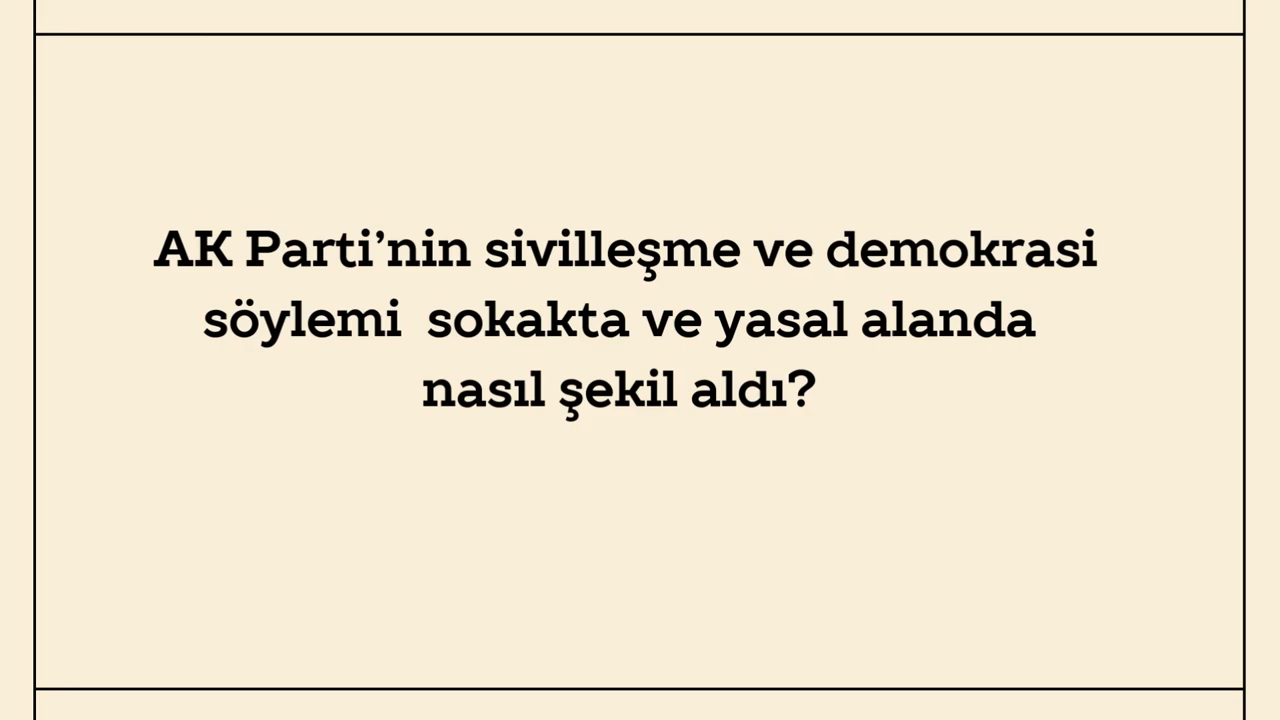 AK Parti’nin sivilleşme ve demokrasi
söylemi  sokakta ve yasal alanda
nasıl şekil aldı?